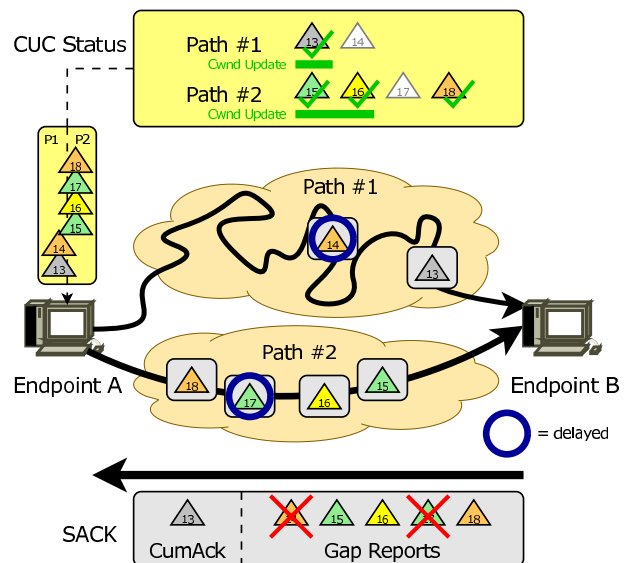 CUC Status
Path #1
13 14
Cwnd Update
Path #2
15 16 17 18
Cwnd Update
P1 P2
18
17
16
15
14
13
Path #1
14
13
Path #2
18
17
16
15
Endpoint A
Endpoint B
= delayed
SACK
13
15 16 18
CumAck
Gap Reports